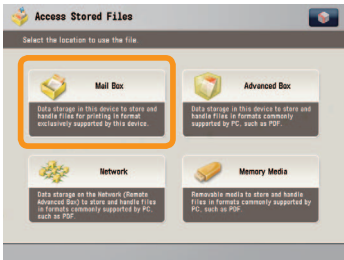 Access Stored Files
Select the location to use the file.
Mail Box
Data storage in this device to store and
handle files for printing in format
exclusively supported by this device.
Advanced Box
Data storage in this device to store and
handle files in formats commonly
supported by PC, such as PDF.
Network
Data storage on the Network (Remote
Advanced Box) to store and handle files
in formats commonly supported by PC,
such as PDF.
Memory Media
Removable media to store and handle
files in formats commonly supported by
PC, such as PDF.